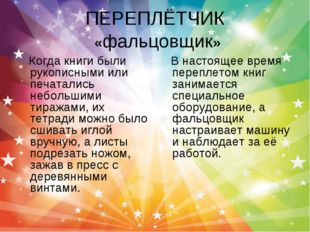 ПЕРЕПЛЁТЧИК
«фальцовщик»
Когда книги были
рукописными или
печатались
небольшими
тиражами, их
тетради можно было
сшивать иглой
вручную, а листы
подрезать ножом,
зажав в пресс с
деревянными
винтами.
В настоящее время
переплетом книг
занимается
специальное
оборудование, а
фальцовщик
настраивает машину
и наблюдает за её
работой.